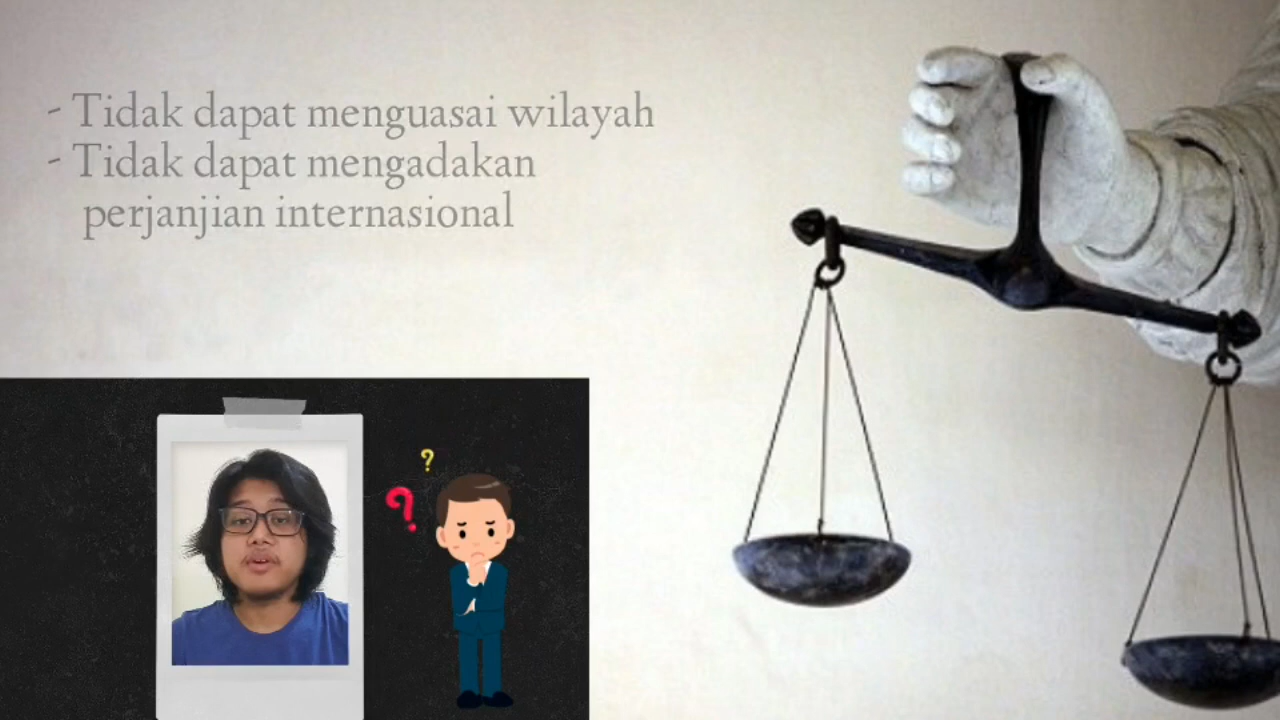 - Tidak dapat menguasai wilayah
- Tidak dapat mengadakan
perjanjian internasional
? ?